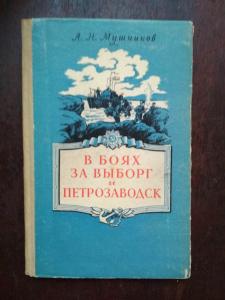 А. Н. Мушников
В БОЯХ
ЗА ВЫБОРГ
и
ПЕТРОЗАВОДСК